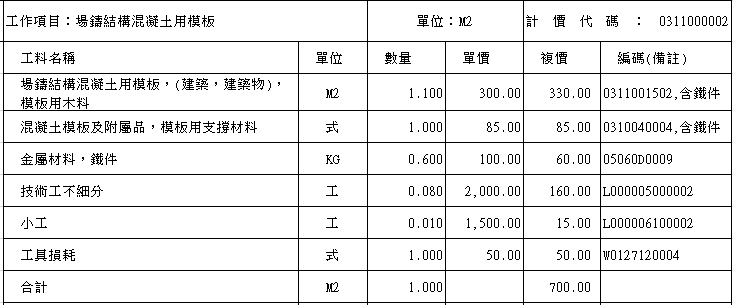 工作項目：場鑄結構混凝土用模板 單位：M2 計價代碼：0311000002
工料名稱 單位 數量 單價 複價 編碼(備註)
場鑄結構混凝土用模板，(建築，建築物)， M2 1.100 300.00 330.00 0311001502,含鐵件
模板用木料
混凝土模板及附屬品，模板用支撐材料 式 1.000 85.00 85.00 0310040004,含鐵件
金屬材料，鐵件 KG 0.600 100.00 60.00 05060D0009
技術工不細分 工 0.080 2,000.00 160.00 L000005000002
小工 工 0.010 1,500.00 15.00 L000006100002
工具損耗 式 1.000 50.00 50.00 W0127120004
合計 M2 1.000 700.00